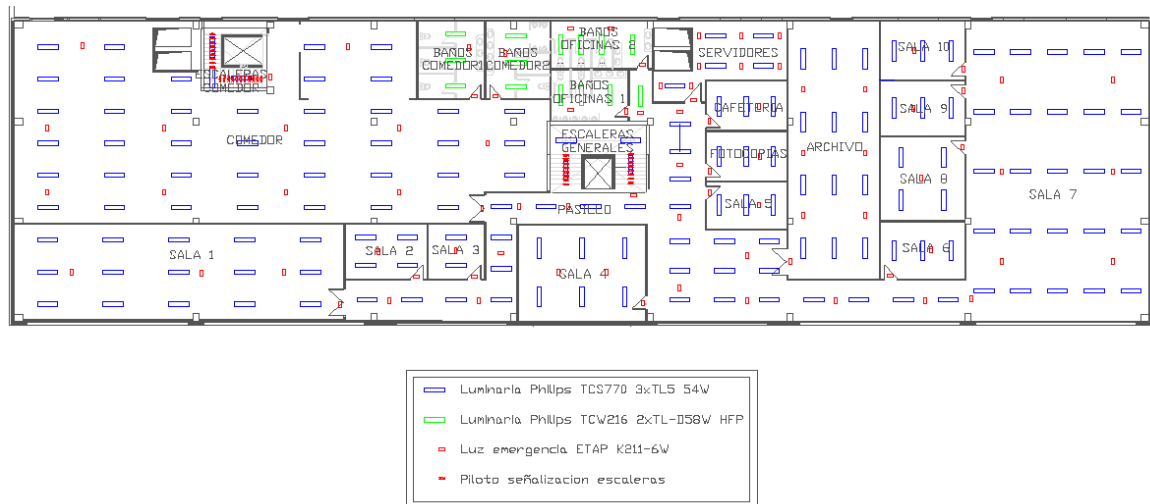 BAÑOS
COMEDOR1
BAÑOS
COMEDOR2
BAÑOS
OFICINAS 2
SERVIDORES
SALA 10
ESCALERAS
COMEDOR
BAÑOS
OFICINAS 1
CAFETERIA
SALA 9
COMEDOR
ESCALERAS
GENERALES
FOTOCOPIAS
ARCHIVO
SALA 8
SALA 7
PASILLO
SALA 5
SALA 1
SALA 2
SALA 3
SALA 4
SALA 6
Luminaria Philips TCS770 3xTL5 54W
Luminaria Philips TCW216 2xTL-D58W HFP
Luz emergencia ETAP K211-6W
Piloto señalizacion escaleras